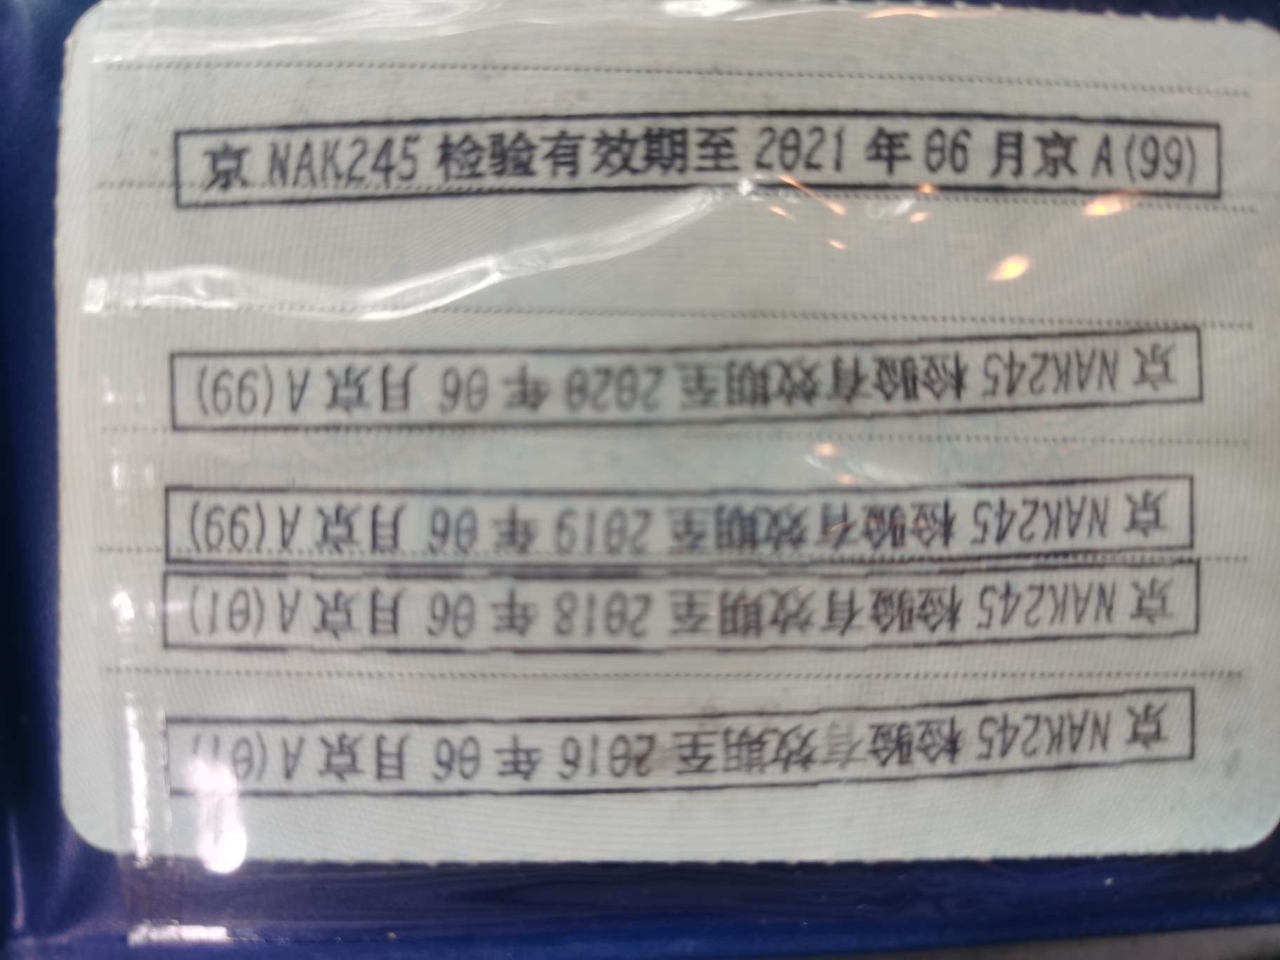 京 NAK245 检验有效期至 2021 年 06 月京 A(99)
京 NAK245 检验有效期至 2020 年 06 月京 A(99)
京 NAK245 检验有效期至 2019 年 06 月京 A(99)
京 NAK245 检验有效期至 2018 年 06 月京 A(01)
京 NAK245 检验有效期至 2016 年 06 月京 A(01)